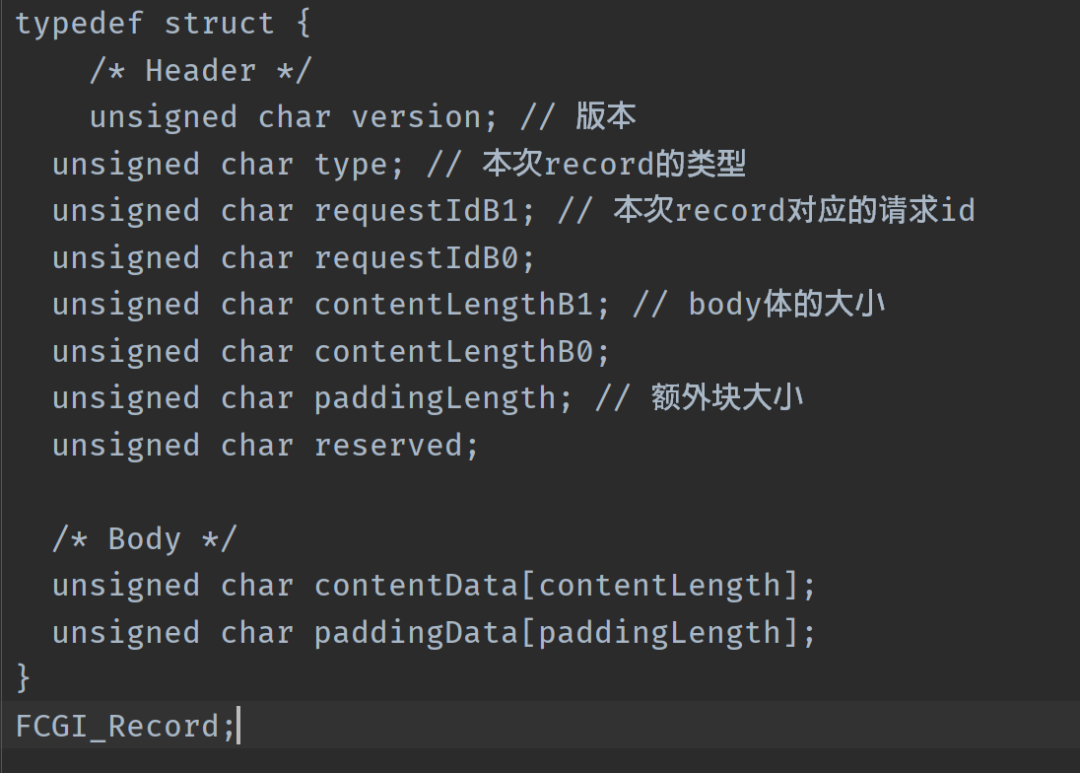 typedef struct {
    /* Header */
    unsigned char version; // 版本
  unsigned char type; // 本次record的类型
  unsigned char requestIdB1; // 本次record对应的请求id
  unsigned char requestIdB0;
  unsigned char contentLengthB1; // body体的大小
  unsigned char contentLengthB0;
  unsigned char paddingLength; // 额外块大小
  unsigned char reserved;
  /* Body */
  unsigned char contentData[contentLength];
  unsigned char paddingData[paddingLength];
}
FCGI_Record;